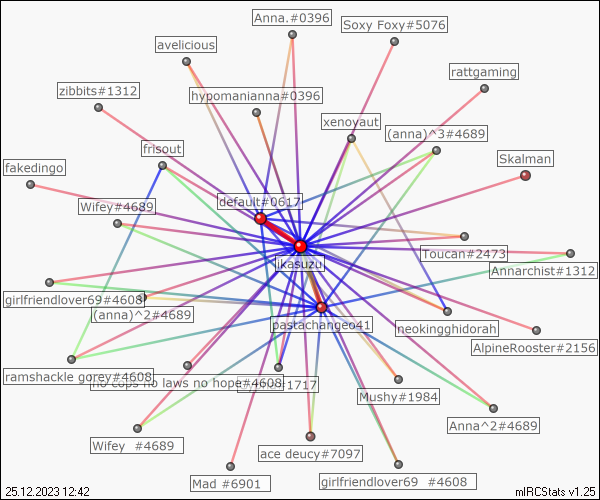 Anna.#0396
Soxy Foxy#5076
avelicious
rattgaming
zibbits#1312
hypomanianna#0396
xenoyaut
(anna)^3#4689
frisout
Skalman
fakedingo
default#0617
Wifey#4689
Toucan#2473
ikasuzu
Annarchist#1312
girlfriendlover69#4608
(anna)^2#4689
pastachangeo41
neokingghidorah
AlpineRooster#2156
ramshackle gorey#4608
no cops no laws no hope#4608
#1717
Mushy#1984
Anna^2#4689
Wifey #4689
ace deucy#7097
Mad #6901
girlfriendlover69 #4608
25.12.2023 12:42
mIRCStats v1.25